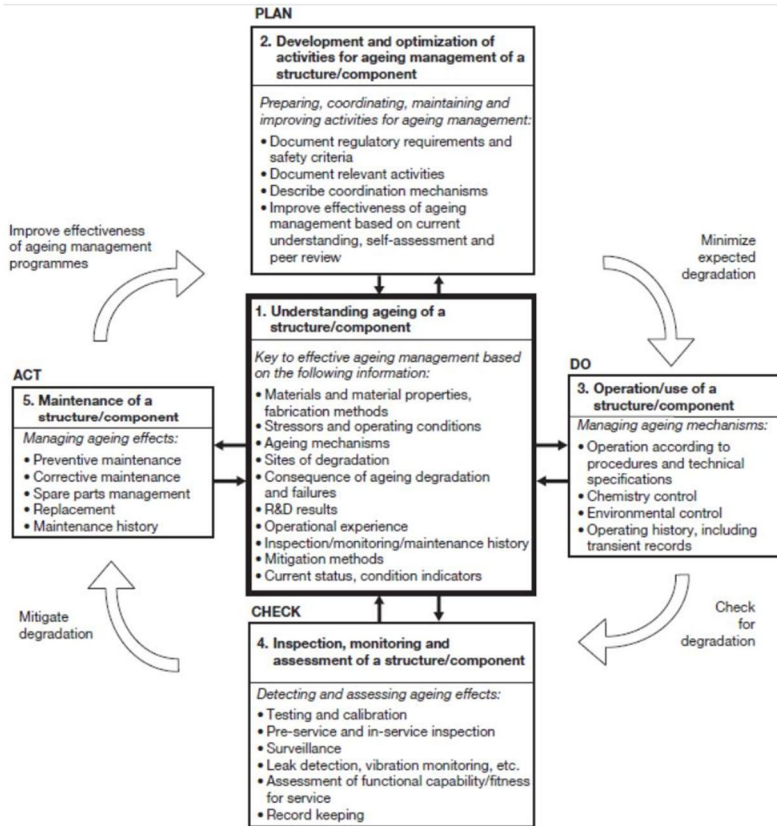 PLAN
2. Development and optimization of
activities for ageing management of a
structure/component
Preparing, coordinating, maintaining and
improving activities for ageing management:
• Document regulatory requirements and
safety criteria
• Document relevant activities
• Describe coordination mechanisms
• Improve effectiveness of ageing
management based on current
understanding, self-assessment and
peer review
Improve effectiveness
of ageing management
programmes
Minimize
expected
degradation
1. Understanding ageing of a
structure/component
Key to effective ageing management based
on the following information:
• Materials and material properties,
fabrication methods
• Stressors and operating conditions
• Ageing mechanisms
• Sites of degradation
• Consequence of ageing degradation
and failures
• R&D results
• Operational experience
• Inspection/monitoring/maintenance history
• Mitigation methods
• Current status, condition indicators
ACT
5. Maintenance of a
structure/component
Managing ageing effects:
• Preventive maintenance
• Corrective maintenance
• Spare parts management
• Replacement
• Maintenance history
DO
3. Operation/use of a
structure/component
Managing ageing mechanisms:
• Operation according to
procedures and technical
specifications
• Chemistry control
• Environmental control
• Operating history, including
transient records
Mitigate
degradation
Check
for
degradation
CHECK
4. Inspection, monitoring and
assessment of a structure/component
Detecting and assessing ageing effects:
• Testing and calibration
• Pre-service and in-service inspection
• Surveillance
• Leak detection, vibration monitoring, etc.
• Assessment of functional capability/fitness
for service
• Record keeping